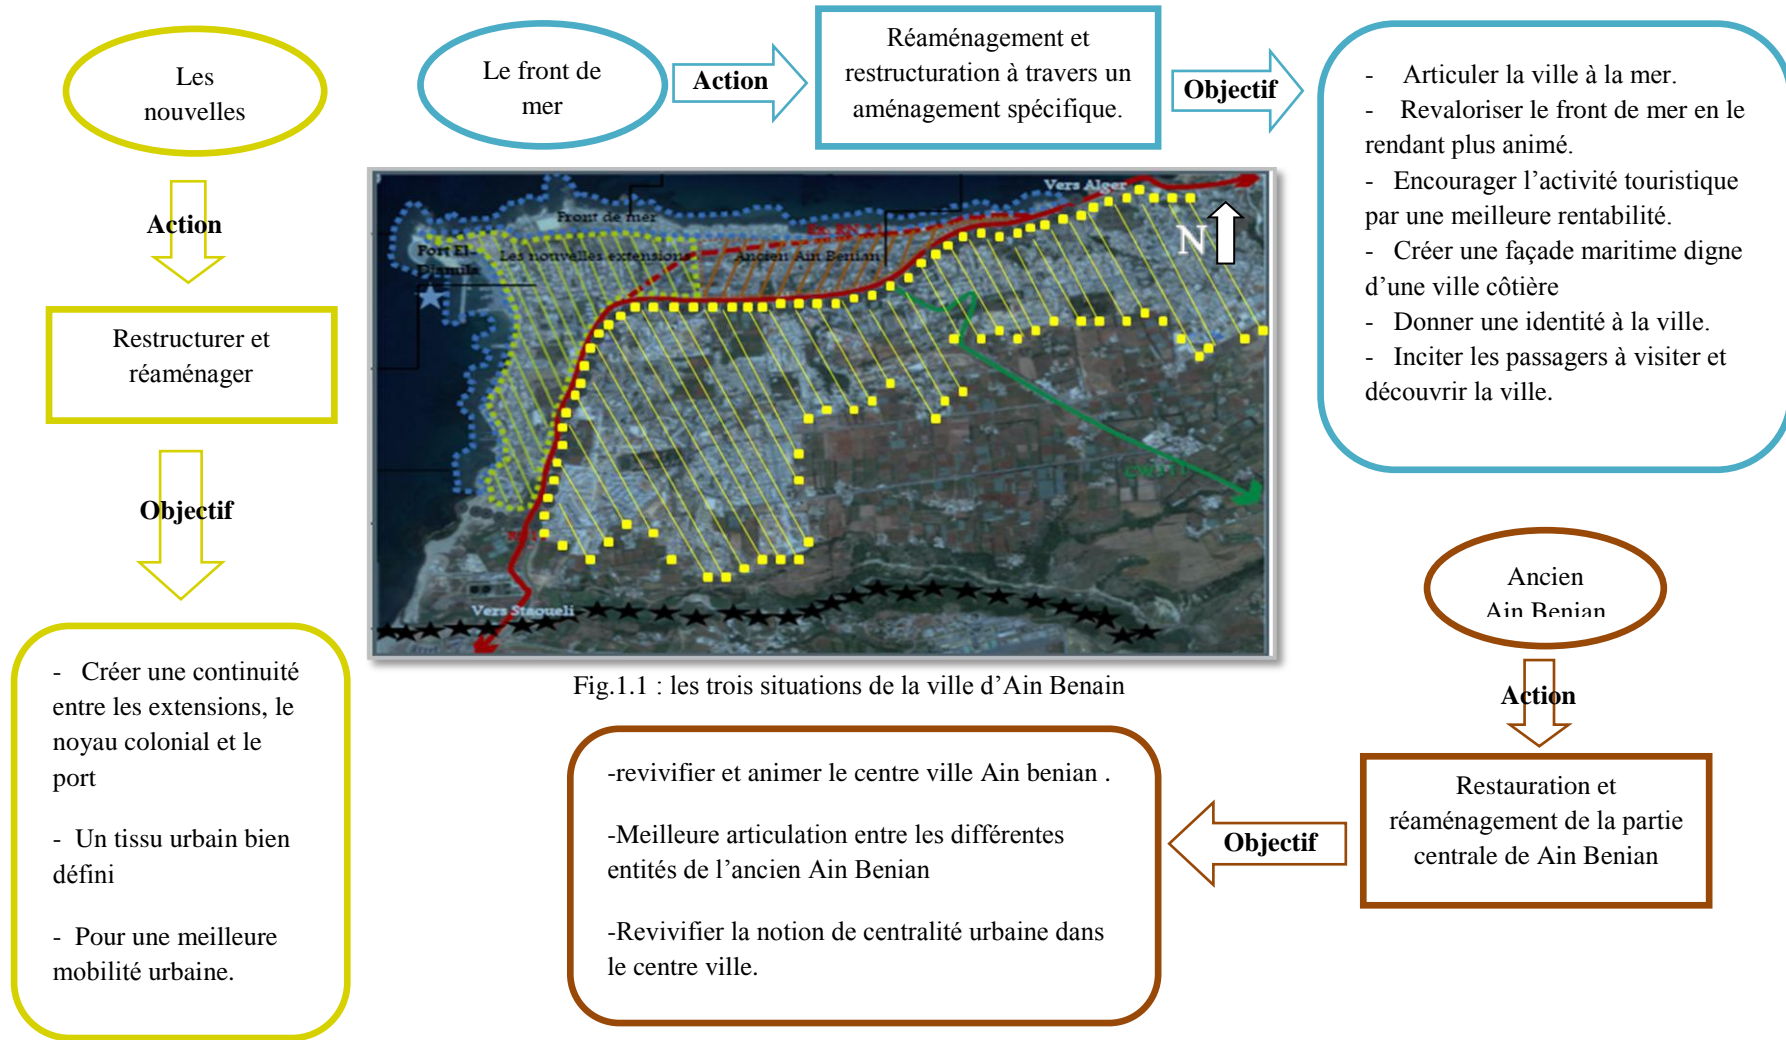 Les
nouvelles
Action
Restructurer et
réaménager
Objectif
- Créer une continuité
entre les extensions, le
noyau colonial et le
port
- Un tissu urbain bien
défini
- Pour une meilleure
mobilité urbaine.
Le front de
mer
Action
Réaménagement et
restructuration à travers un
aménagement spécifique.
Objectif
- Articuler la ville à la mer.
- Revaloriser le front de mer en le
rendant plus animé.
- Encourager l’activité touristique
par une meilleure rentabilité.
- Créer une façade maritime digne
d’une ville côtière
- Donner une identité à la ville.
- Inciter les passagers à visiter et
découvrir la ville.
Vers Alger
Front de mer
Ex. RN 11
Port El-
Djamila
Les nouvelles extensions
Ancien Ain Benian
N
Vers Staoueli
Fig.1.1 : les trois situations de la ville d’Ain Benain
Ancien
Ain Benian
Action
Restauration et
réaménagement de la partie
centrale de Ain Benian
Objectif
-revivifier et animer le centre ville Ain benian .
-Meilleure articulation entre les différentes
entités de l’ancien Ain Benian
-Revivifier la notion de centralité urbaine dans
le centre ville.